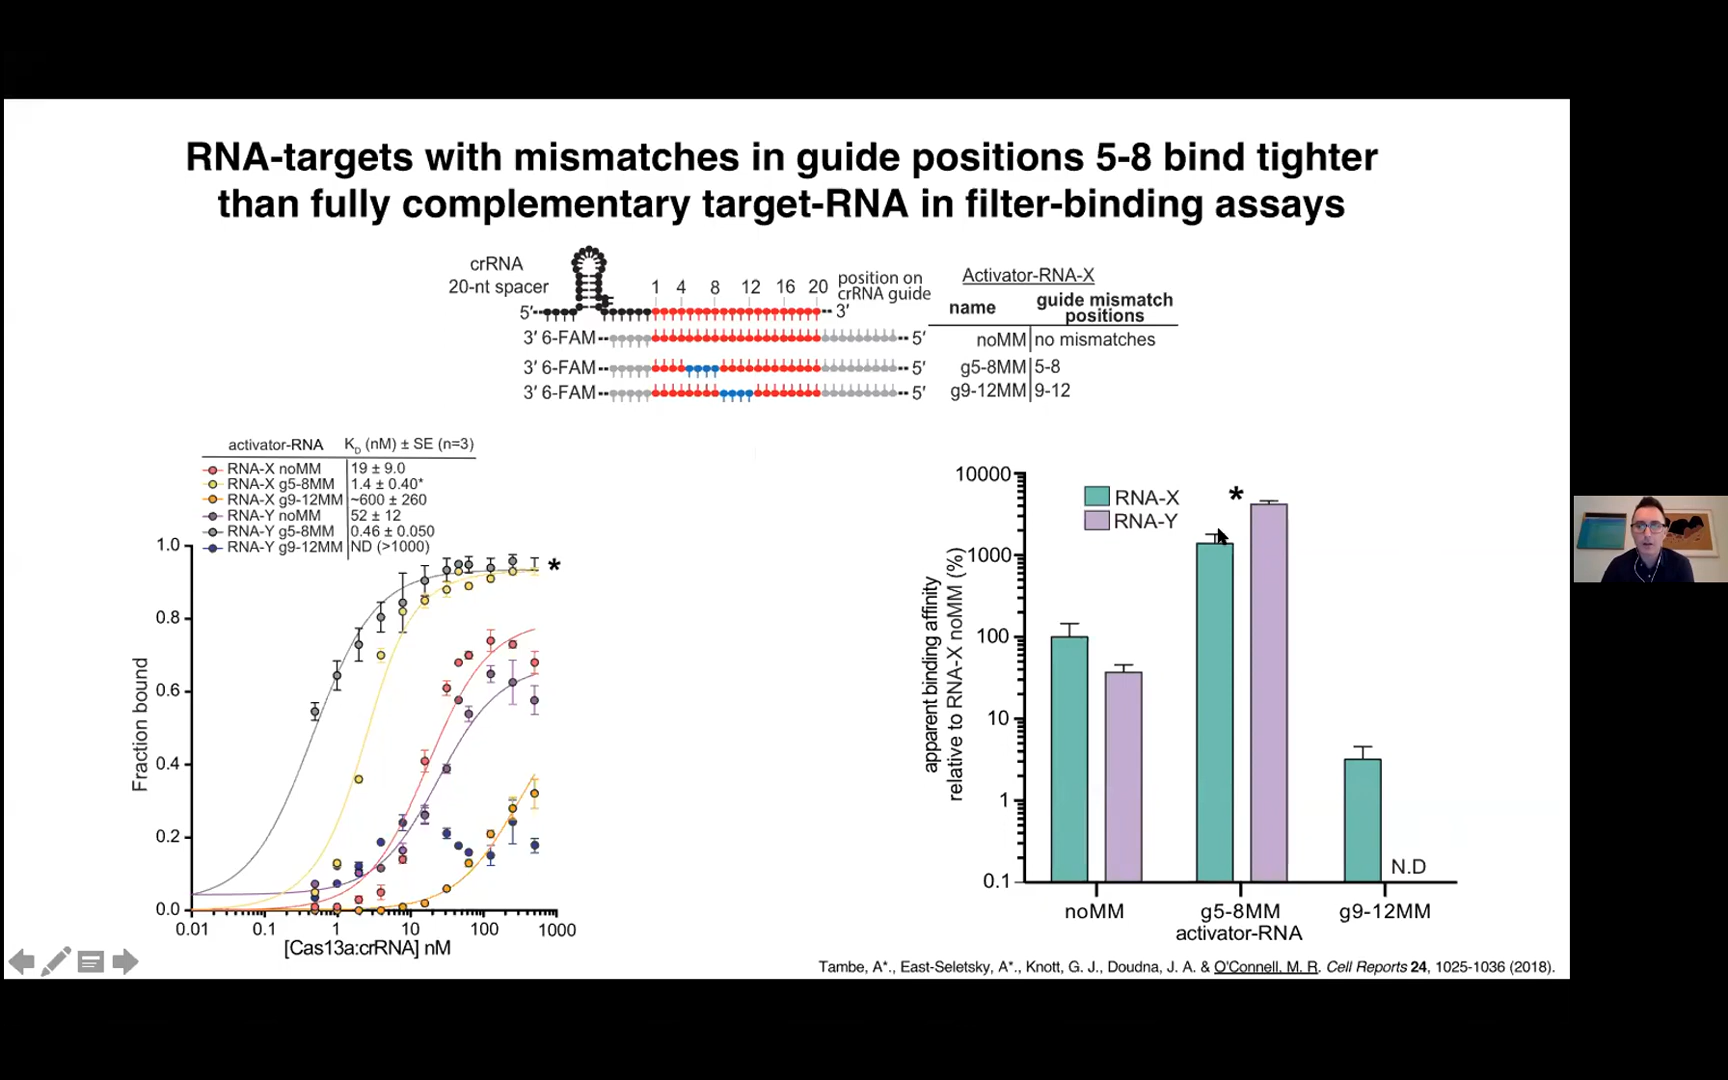 RNA-targets with mismatches in guide positions 5-8 bind tighter
than fully complementary target-RNA in filter-binding assays
crRNA
20-nt spacer
1 4 8 12 16 20
position on
crRNA guide
5′ 3′
3′ 6-FAM 5′
3′ 6-FAM 5′
3′ 6-FAM 5′
Activator-RNA-X
name guide mismatch
positions
noMM no mismatches
g5-8MM 5-8
g9-12MM 9-12
activator-RNA K_D (nM) ± SE (n=3)
RNA-X noMM 19 ± 9.0
RNA-X g5-8MM 1.4 ± 0.40*
RNA-X g9-12MM ~600 ± 260
RNA-Y noMM 52 ± 12
RNA-Y g5-8MM 0.46 ± 0.050
RNA-Y g9-12MM ND (>1000)
1.0
0.8
0.6
0.4
0.2
0.0
Fraction bound
*
0.01 0.1 1 10 100 1000
[Cas13a:crRNA] nM
apparent binding affinity
relative to RNA-X noMM (%)
10000
1000
100
10
1
0.1
RNA-X
RNA-Y
*
N.D
noMM g5-8MM g9-12MM
activator-RNA
Tambe, A*., East-Seletsky, A*., Knott, G. J., Doudna, J. A. & O'Connell, M. R. Cell Reports 24, 1025-1036 (2018).